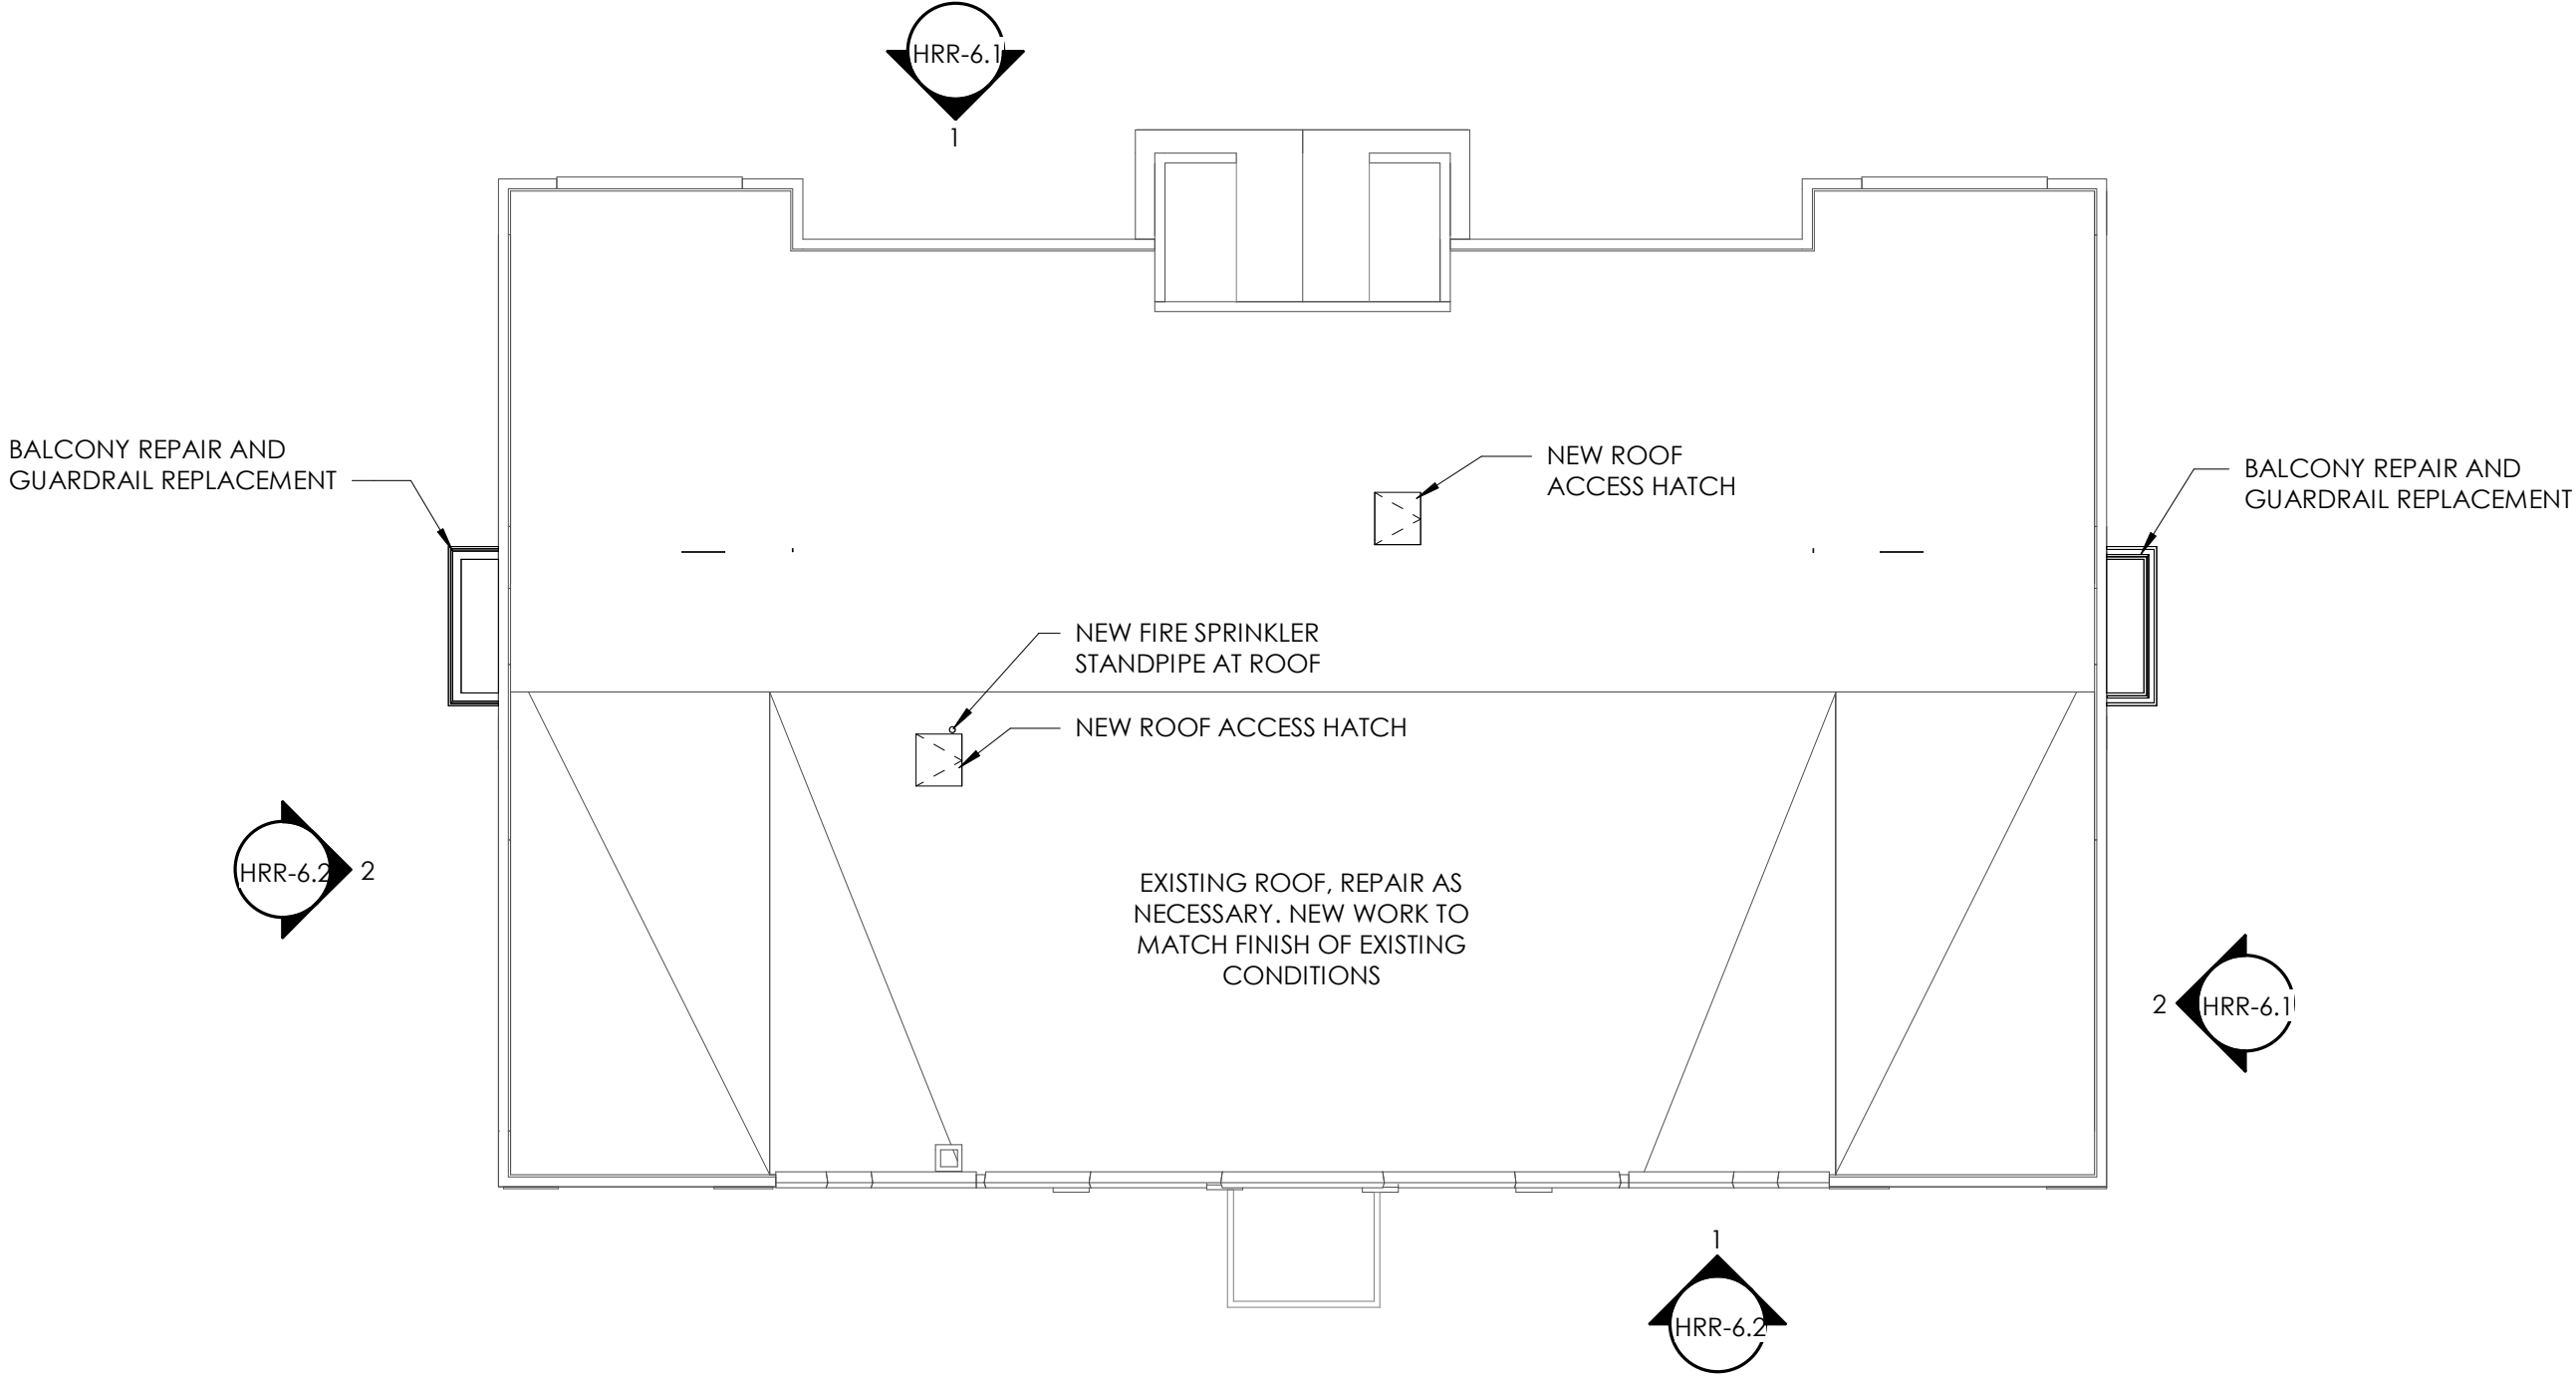 HRR-6.1
1
BALCONY REPAIR AND
GUARDRAIL REPLACEMENT
NEW ROOF
ACCESS HATCH
BALCONY REPAIR AND
GUARDRAIL REPLACEMENT
NEW FIRE SPRINKLER
STANDPIPE AT ROOF
NEW ROOF ACCESS HATCH
HRR-6.2
2
EXISTING ROOF, REPAIR AS
NECESSARY. NEW WORK TO
MATCH FINISH OF EXISTING
CONDITIONS
2
HRR-6.1
1
HRR-6.2